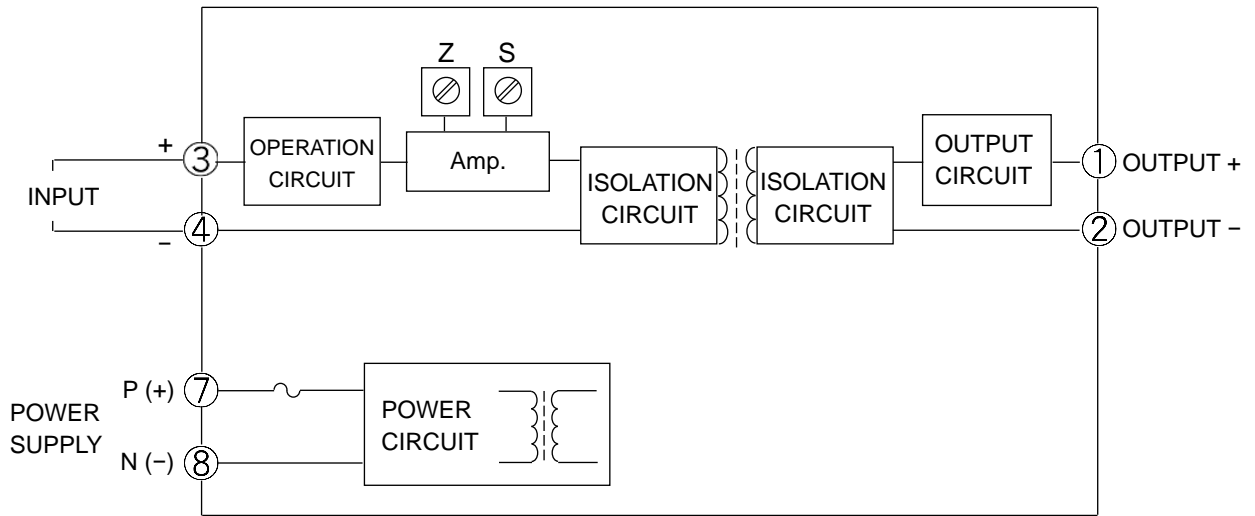 Z S
+ ③ OPERATION
CIRCUIT
Amp.
ISOLATION
CIRCUIT
ISOLATION
CIRCUIT
OUTPUT
CIRCUIT
① OUTPUT +
INPUT
− ④
② OUTPUT −
POWER
SUPPLY
P (+) ⑦
N (−) ⑧
POWER
CIRCUIT